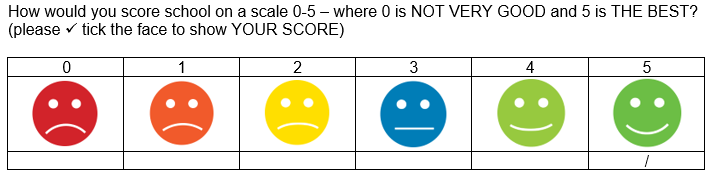 How would you score school on a scale 0-5 – where 0 is NOT VERY GOOD and 5 is THE BEST?
(please ✓ tick the face to show YOUR SCORE)
0 1 2 3 4 5
/